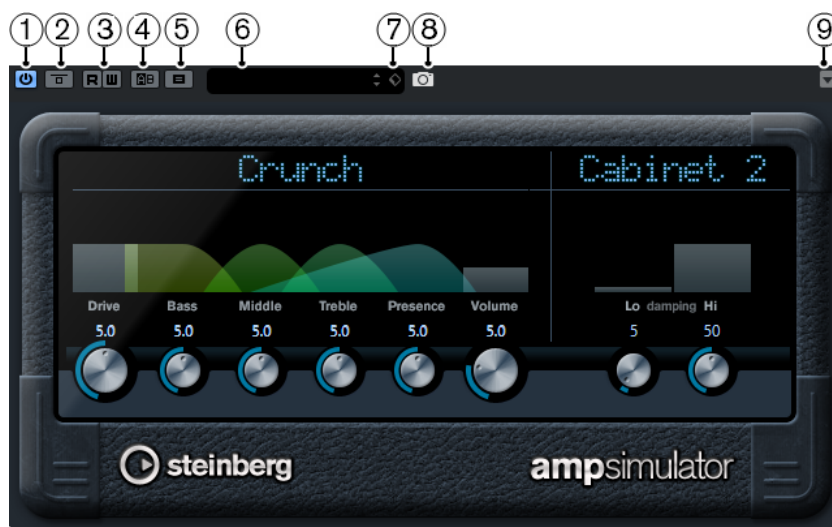 1 2 3 4 5 6 7 8 9
R W A B
Crunch Cabinet 2
Drive Bass Middle Treble Presence Volume Lo damping Hi
5.0 5.0 5.0 5.0 5.0 5.0 5 50
steinberg ampsimulator